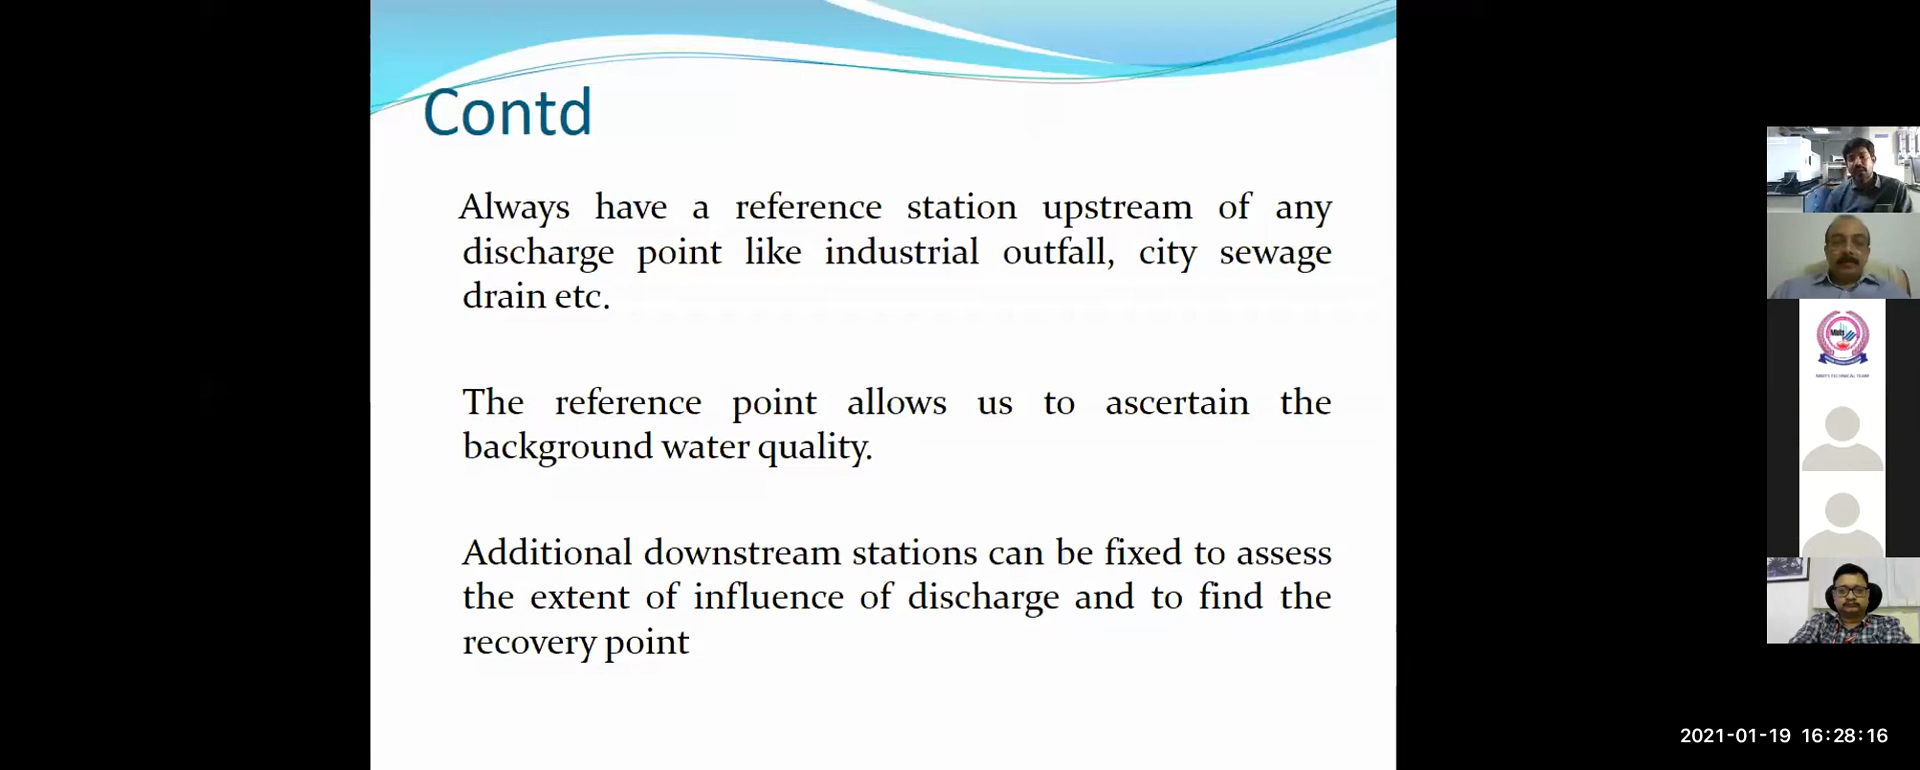 Contd
Always have a reference station upstream of any
discharge point like industrial outfall, city sewage
drain etc.
The reference point allows us to ascertain the
background water quality.
Additional downstream stations can be fixed to assess
the extent of influence of discharge and to find the
recovery point
2021-01-19 16:28:16